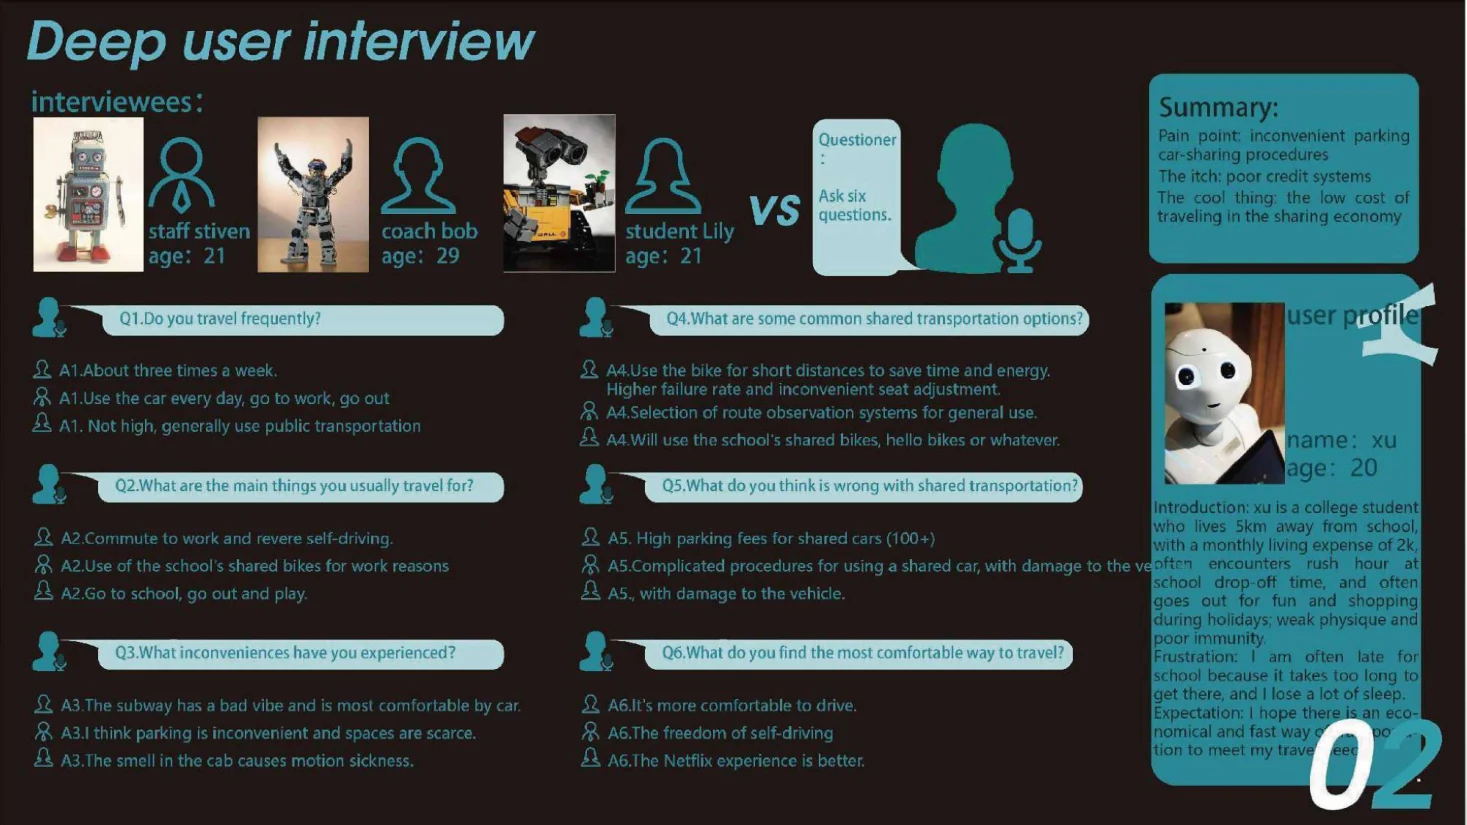 Deep user interview
interviewees:
staff stiven
age: 21
coach bob
age: 29
student Lily
age: 21
VS
Questioner
:
Ask six
questions.
Q1.Do you travel frequently?
A1.About three times a week.
A1.Use the car every day, go to work, go out
A1. Not high, generally use public transportation
Q2.What are the main things you usually travel for?
A2.Commute to work and revere self-driving.
A2.Use of the school's shared bikes for work reasons
A2.Go to school, go out and play.
Q3.What inconveniences have you experienced?
A3.The subway has a bad vibe and is most comfortable by car.
A3.I think parking is inconvenient and spaces are scarce.
A3.The smell in the cab causes motion sickness.
Q4.What are some common shared transportation options?
A4.Use the bike for short distances to save time and energy.
Higher failure rate and inconvenient seat adjustment.
A4.Selection of route observation systems for general use.
A4.Will use the school's shared bikes, hello bikes or whatever.
Q5.What do you think is wrong with shared transportation?
A5. High parking fees for shared cars (100+)
A5.Complicated procedures for using a shared car, with damage to the ve
A5., with damage to the vehicle.
Q6.What do you find the most comfortable way to travel?
A6.It's more comfortable to drive.
A6.The freedom of self-driving
A6.The Netflix experience is better.
Summary:
Pain point: inconvenient parking
car-sharing procedures
The itch: poor credit systems
The cool thing: the low cost of
traveling in the sharing economy
user profile
WALL
name: xu
age: 20
Introduction: xu is a college student
who lives 5km away from school,
with a monthly living expense of 2k,
often encounters rush hour at
school drop-off time, and often
goes out for fun and shopping
during holidays; weak physique and
poor immunity.
Frustration: I am often late for
school because it takes too long to
get there, and I lose a lot of sleep.
Expectation: I hope there is an eco-
nomical and fast way
tion to meet my travel
02